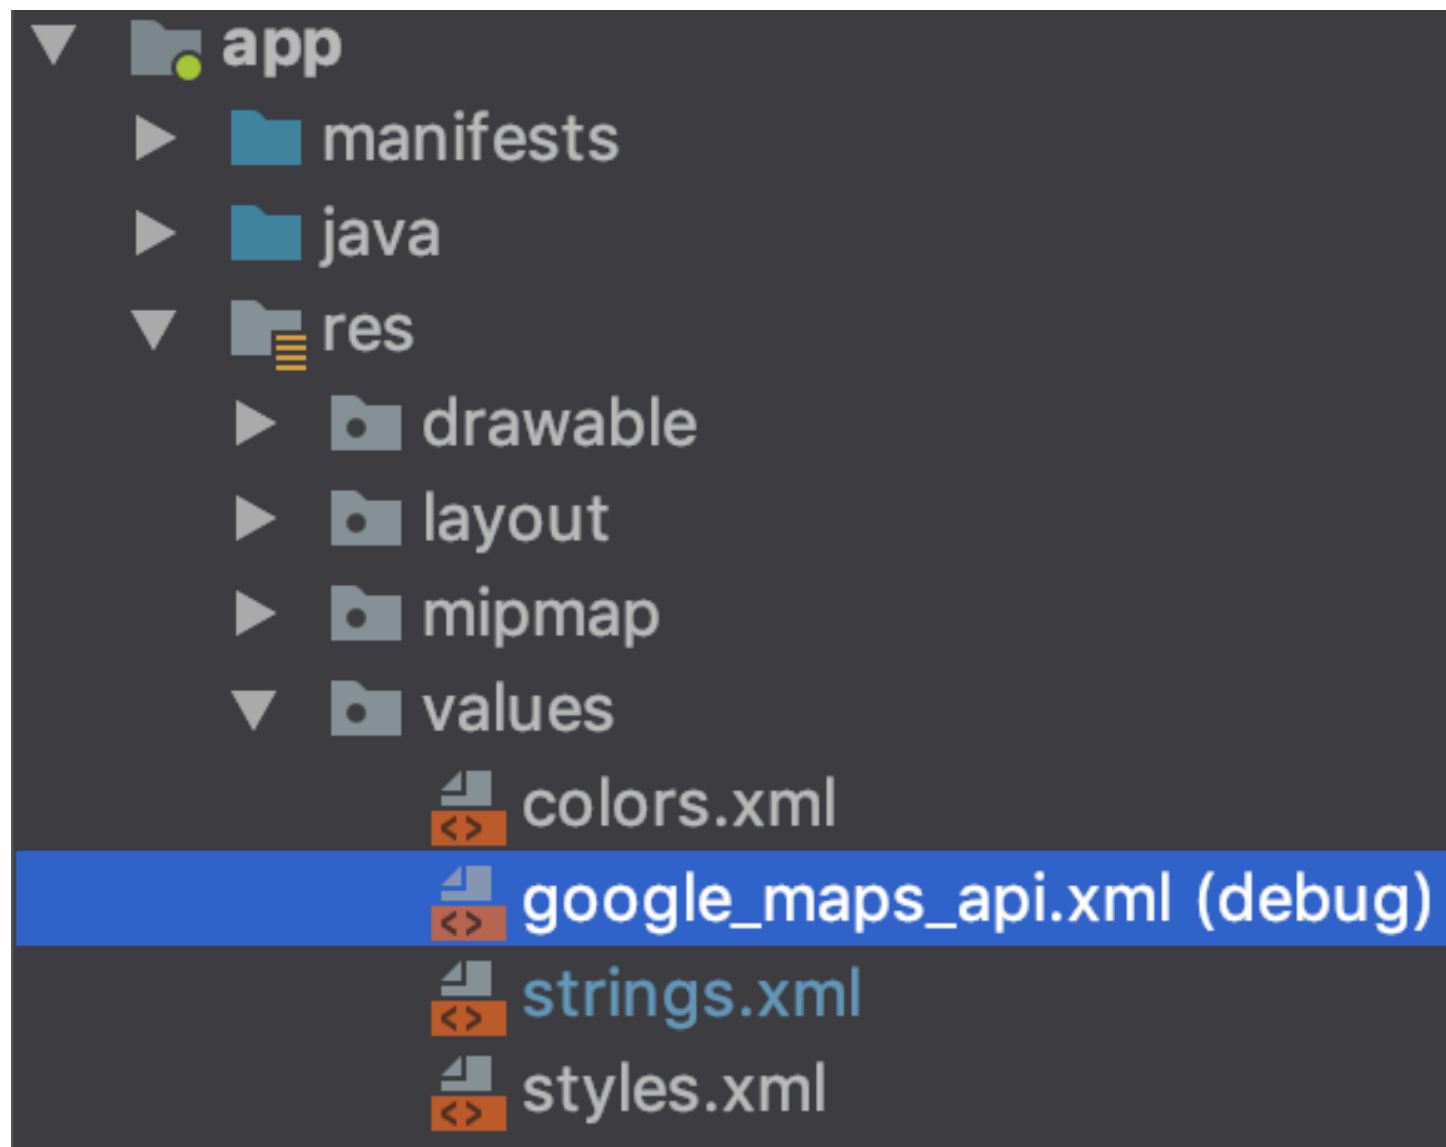 app
manifests
java
res
drawable
layout
mipmap
values
colors.xml
google_maps_api.xml (debug)
strings.xml
styles.xml